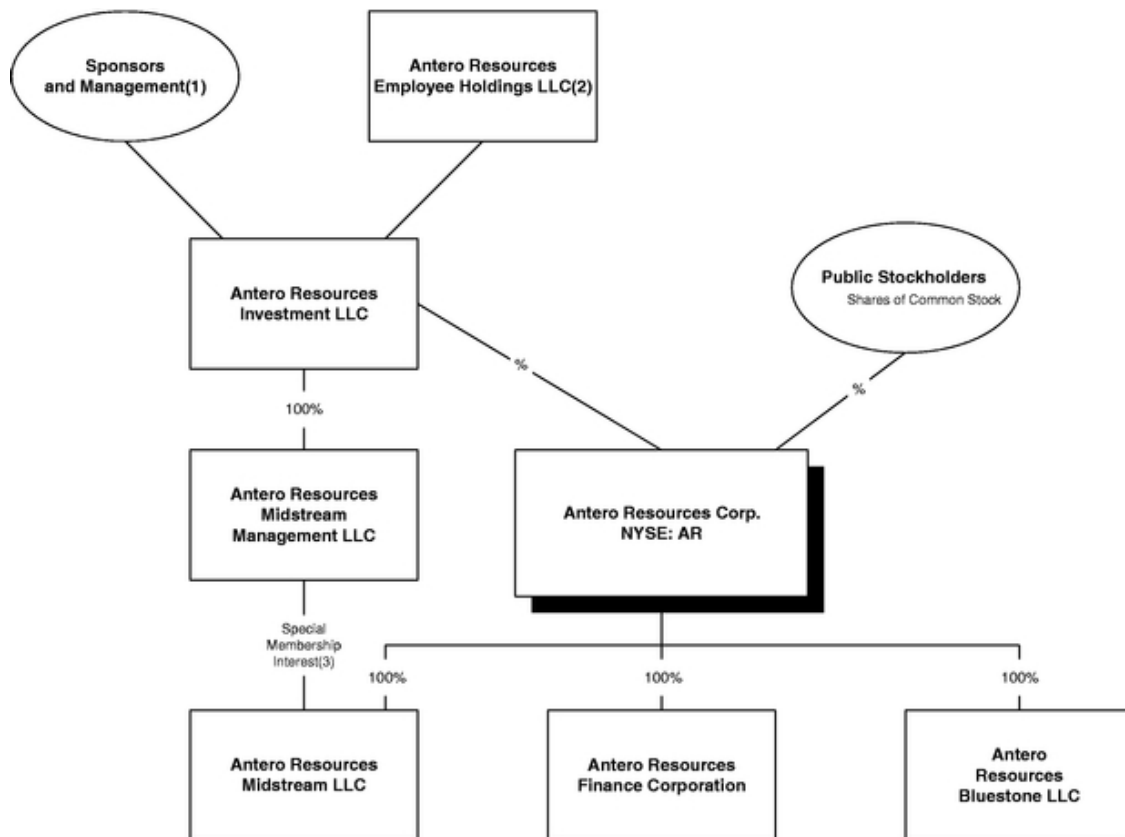 Sponsors
and Management(1)
Antero Resources
Employee Holdings LLC(2)
Antero Resources
Investment LLC
Public Stockholders
Shares of Common Stock
%
%
100%
Antero Resources
Midstream
Management LLC
Antero Resources Corp.
NYSE: AR
Special
Membership
Interest(3)
100%
100%
100%
Antero Resources
Midstream LLC
Antero Resources
Finance Corporation
Antero
Resources
Bluestone LLC